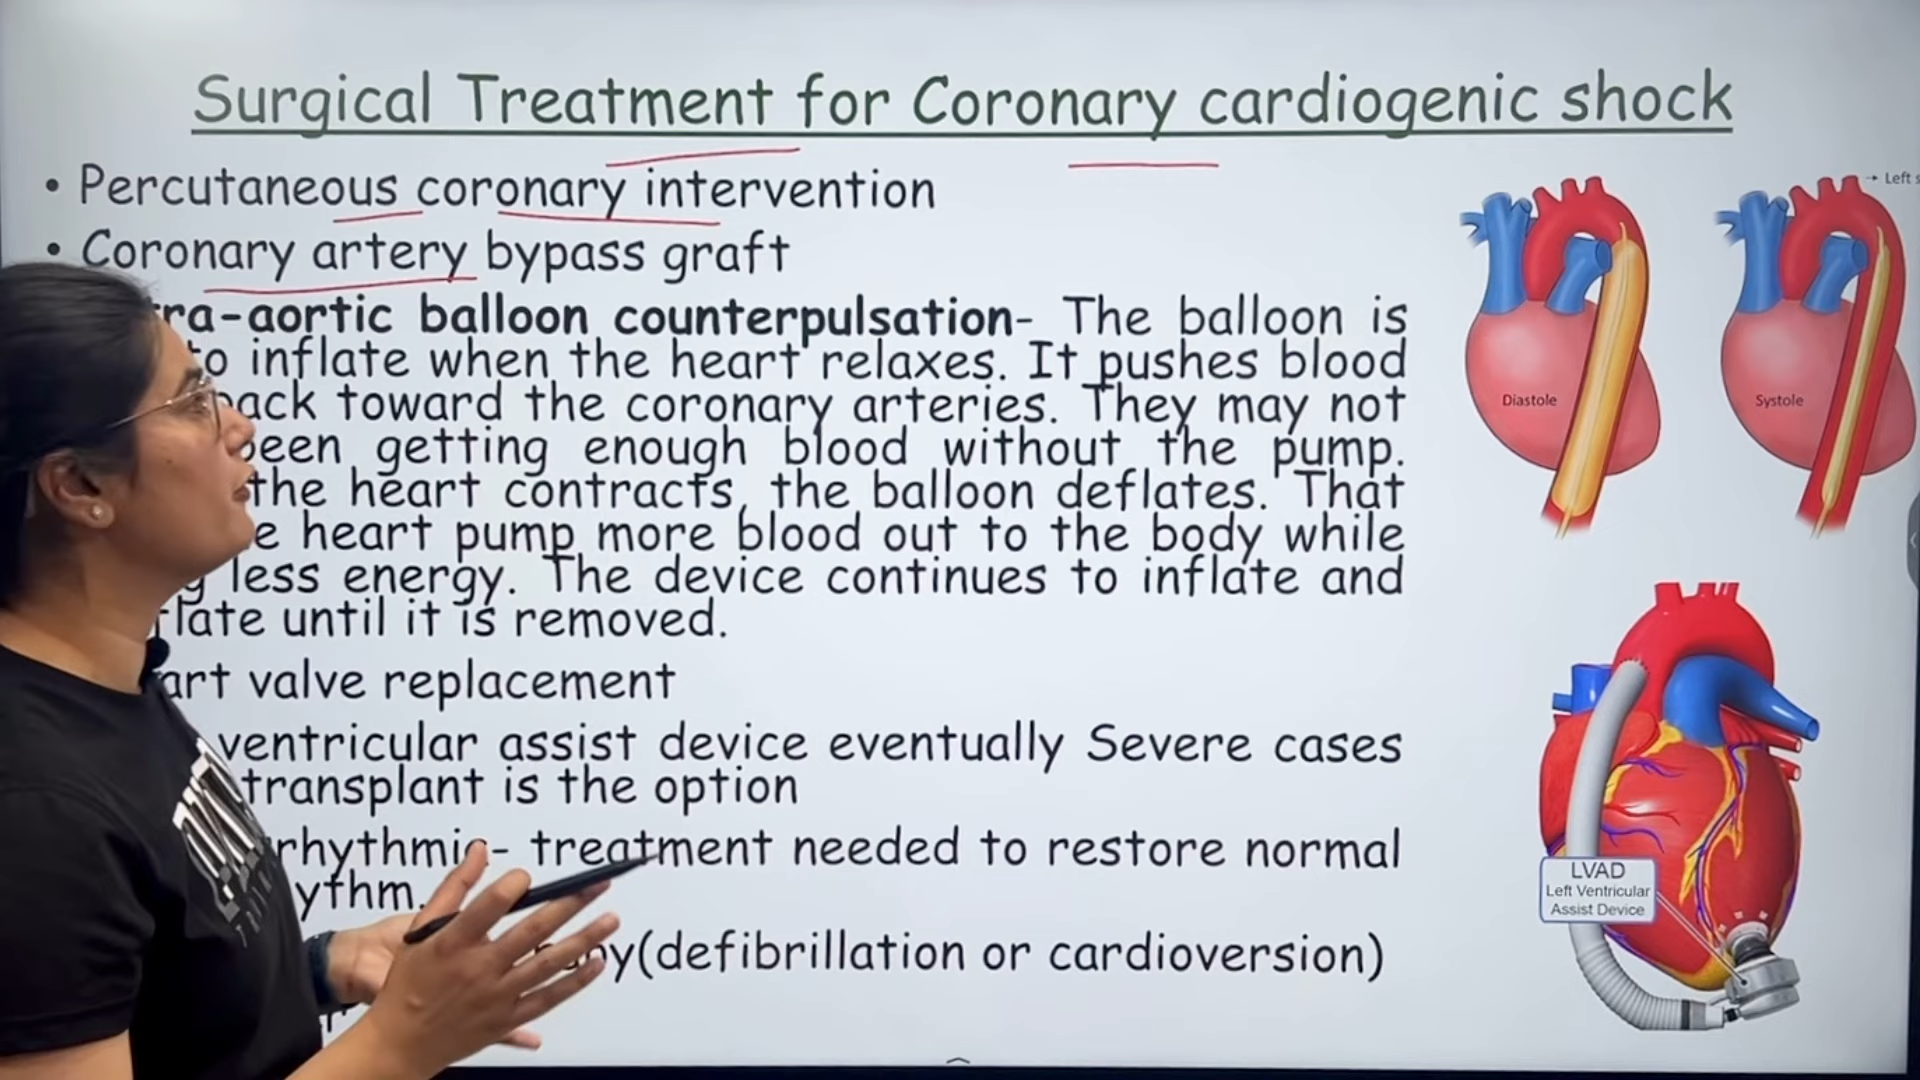 Surgical Treatment for Coronary cardiogenic shock
• Percutaneous coronary intervention
• Coronary artery bypass graft
ra-aortic balloon counterpulsation- The balloon is
to inflate when the heart relaxes. It pushes blood
back toward the coronary arteries. They may not
been getting enough blood without the pump.
the heart contracts, the balloon deflates. That
heart pump more blood out to the body while
less energy. The device continues to inflate and
until it is removed.
valve replacement
ventricular assist device eventually Severe cases
transplant is the option
treatment needed to restore normal
(defibrillation or cardioversion)
→ Left s
Diastole
Systole
LVAD
Left Ventricular
Assist Device